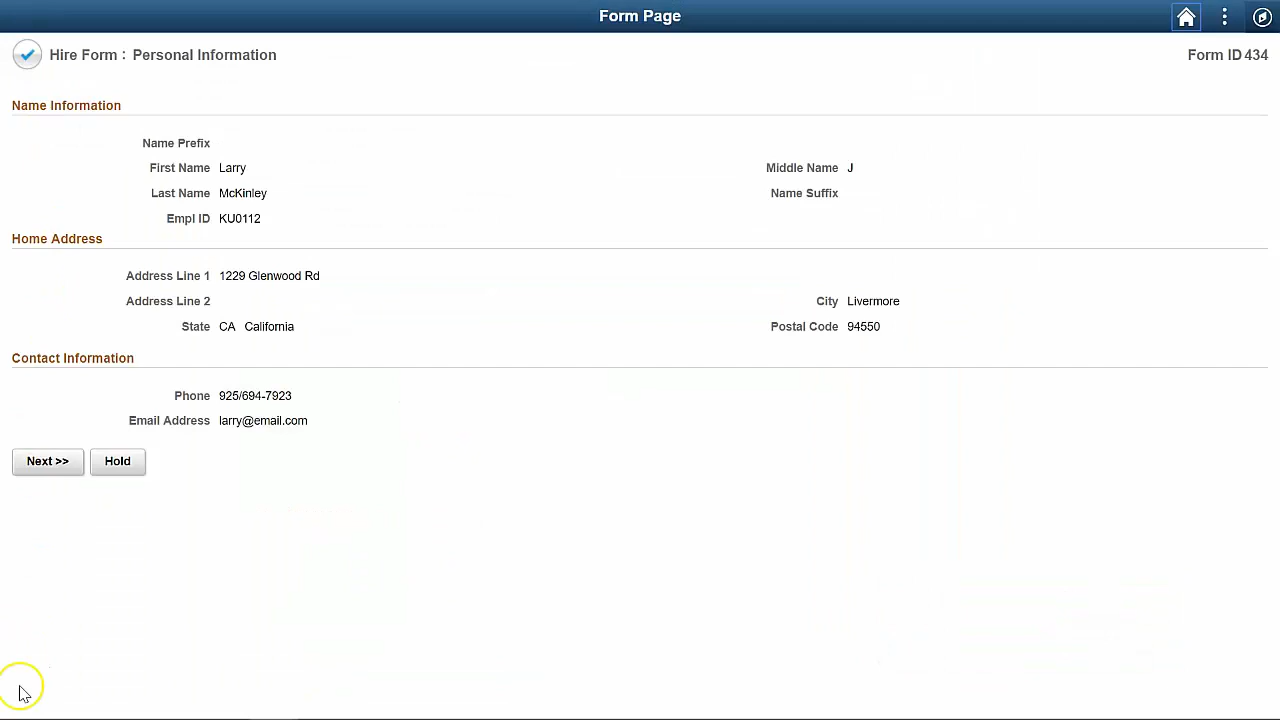 Form Page
Hire Form : Personal Information Form ID 434
Name Information
Name Prefix
First Name Larry Middle Name J
Last Name McKinley Name Suffix
Empl ID KU0112
Home Address
Address Line 1 1229 Glenwood Rd
Address Line 2 City Livermore
State CA California Postal Code 94550
Contact Information
Phone 925/694-7923
Email Address larry@email.com
Next >> Hold